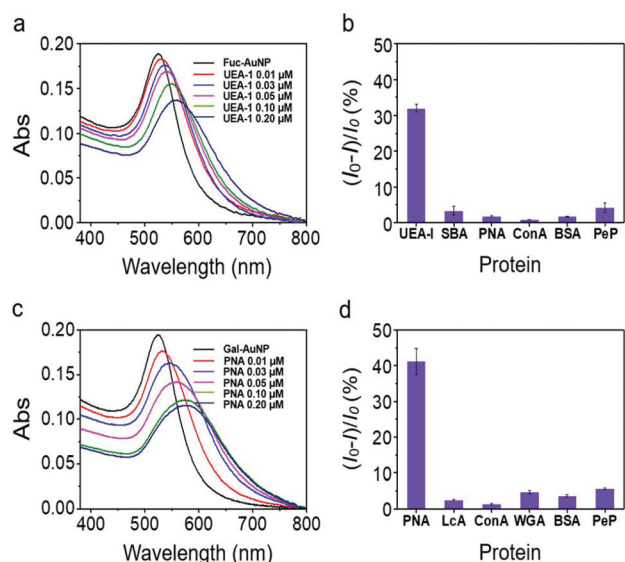 a
0.20
0.15
0.10
0.05
0.00
Abs
400 500 600 700 800
Wavelength (nm)
Fuc-AuNP
UEA-1 0.01 μM
UEA-1 0.03 μM
UEA-1 0.05 μM
UEA-1 0.10 μM
UEA-1 0.20 μM
b
50
40
30
20
10
0
(I0-I)/I0 (%)
UEA-I SBA PNA ConA BSA PeP
Protein
c
0.20
0.15
0.10
0.05
0.00
Abs
400 500 600 700 800
Wavelength (nm)
Gal-AuNP
PNA 0.01 μM
PNA 0.03 μM
PNA 0.05 μM
PNA 0.10 μM
PNA 0.20 μM
d
50
40
30
20
10
0
(I0-I)/I0 (%)
PNA LcA ConA WGA BSA PeP
Protein